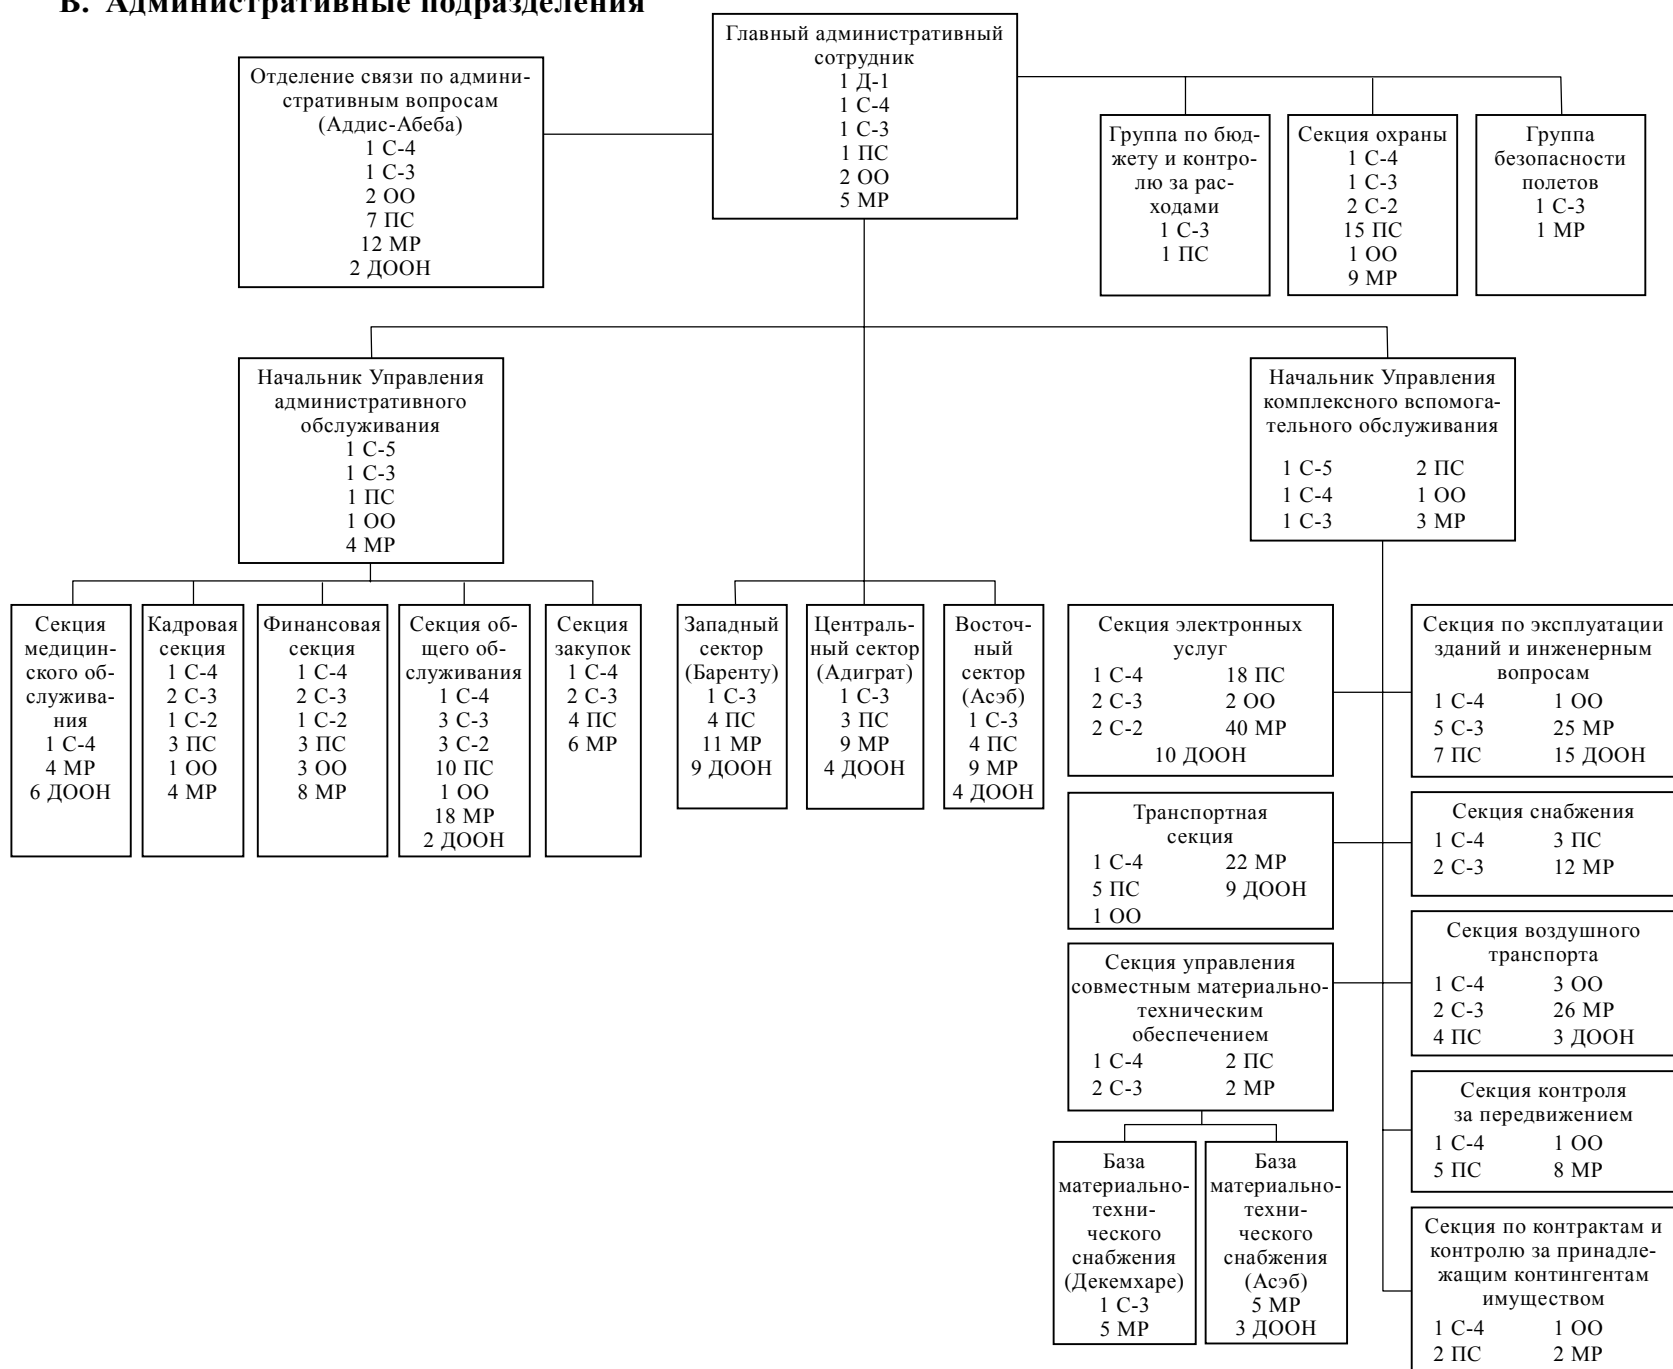 В. Административные подразделения
Главный административный
сотрудник
1 Д-1
1 С-4
1 С-3
1 ПС
2 ОО
5 МР
Отделение связи по админи-
стративным вопросам
(Аддис-Абеба)
1 С-4
1 С-3
2 ОО
7 ПС
12 МР
2 ДООН
Группа по бюд-
жету и контро-
лю за рас-
ходами
1 С-3
1 ПС
Секция охраны
1 С-4
1 С-3
2 С-2
15 ПС
1 ОО
9 МР
Группа
безопасности
полетов
1 С-3
1 МР
Начальник Управления
административного
обслуживания
1 С-5
1 С-3
1 ПС
1 ОО
4 МР
Начальник Управления
комплексного вспомога-
тельного обслуживания
1 С-5 2 ПС
1 С-4 1 ОО
1 С-3 3 МР
Секция
медицин-
ского об-
служива-
ния
1 С-4
4 МР
6 ДООН
Кадровая
секция
1 С-4
2 С-3
1 С-2
3 ПС
1 ОО
4 МР
Финансовая
секция
1 С-4
2 С-3
1 С-2
3 ПС
3 ОО
8 МР
Секция об-
щего об-
служивания
1 С-4
3 С-3
3 С-2
10 ПС
1 ОО
18 МР
2 ДООН
Секция
закупок
1 С-4
2 С-3
4 ПС
6 МР
Западный
сектор
(Баренту)
1 С-3
4 ПС
11 МР
9 ДООН
Централь-
ный сектор
(Адиграт)
1 С-3
3 ПС
9 МР
4 ДООН
Восточ-
ный
сектор
(Асэб)
1 С-3
4 ПС
9 МР
4 ДООН
Секция электронных
услуг
1 С-4 18 ПС
2 С-3 2 ОО
2 С-2 40 МР
10 ДООН
Секция по эксплуатации
зданий и инженерным
вопросам
1 С-4 1 ОО
5 С-3 25 МР
7 ПС 15 ДООН
Транспортная
секция
1 С-4 22 МР
5 ПС 9 ДООН
1 ОО
Секция снабжения
1 С-4 3 ПС
2 С-3 12 МР
Секция управления
совместным материально-
техническим
обеспечением
1 С-4 2 ПС
2 С-3 2 МР
Секция воздушного
транспорта
1 С-4 3 ОО
2 С-3 26 МР
4 ПС 3 ДООН
Секция контроля
за передвижением
1 С-4 1 ОО
5 ПС 8 МР
База
материально-
техни-
ческого
снабжения
(Декемхаре)
1 С-3
5 МР
База
материально-
техни-
ческого
снабжения
(Асэб)
5 МР
3 ДООН
Секция по контрактам и
контролю за принадле-
жащим контингентам
имуществом
1 С-4 1 ОО
2 ПС 2 МР